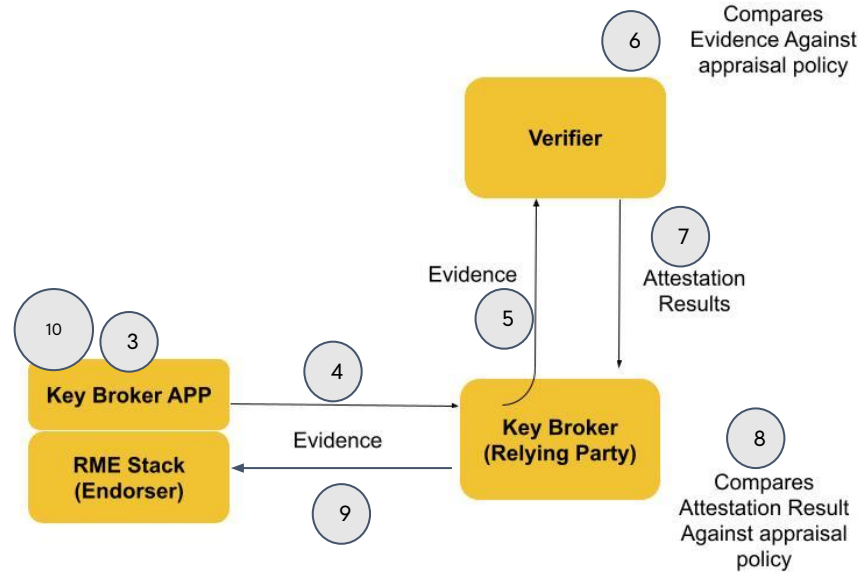 6
Compares
Evidence Against
appraisal policy
Verifier
7
Evidence
Attestation
Results
5
10
3
4
Key Broker APP
Evidence
Key Broker
(Relying Party)
8
RME Stack
(Endorser)
9
Compares
Attestation Result
Against appraisal
policy